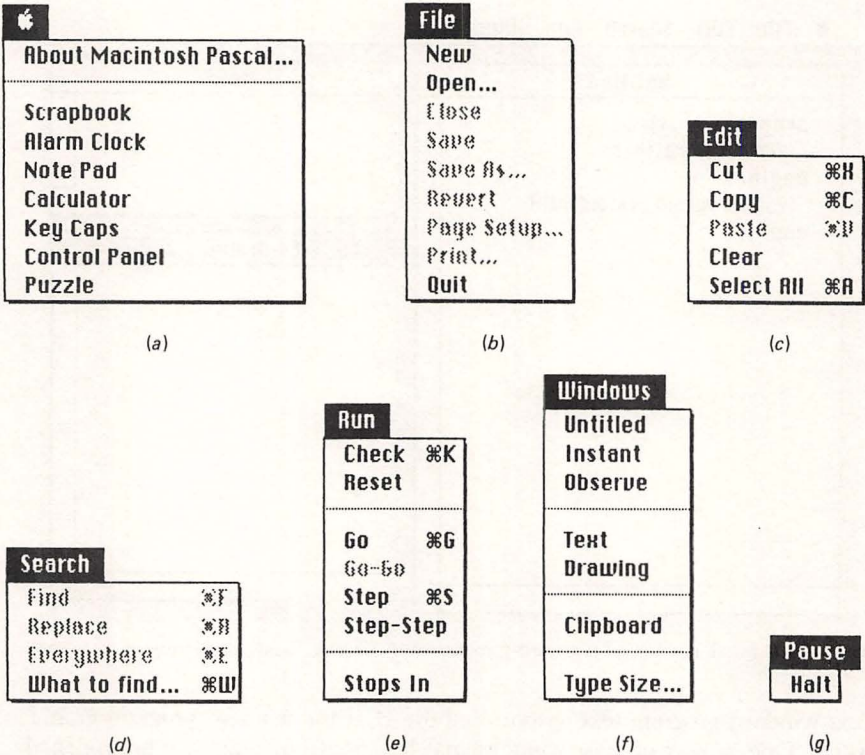 About Macintosh Pascal...
Scrapbook
Alarm Clock
Note Pad
Calculator
Key Caps
Control Panel
Puzzle
(a)
File
New
Open...
Close
Save
Save As...
Revert
Page Setup...
Print...
Quit
(b)
Edit
Cut ⌘X
Copy ⌘C
Paste ⌘V
Clear
Select All ⌘A
(c)
Search
Find ⌘F
Replace ⌘R
Everywhere ⌘E
What to find... ⌘W
(d)
Run
Check ⌘K
Reset
Go ⌘G
Go-Go
Step ⌘S
Step-Step
Stops In
(e)
Windows
Untitled
Instant
Observe
Text
Drawing
Clipboard
Type Size...
(f)
Pause
Halt
(g)